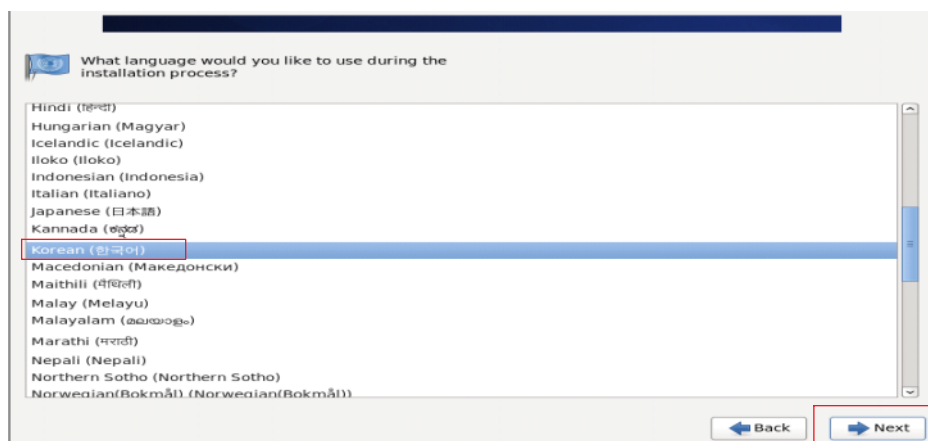 What language would you like to use during the
installation process?
Hindi (हिन्दी)
Hungarian (Magyar)
Icelandic (Icelandic)
Iloko (Iloko)
Indonesian (Indonesia)
Italian (Italiano)
Japanese (日本語)
Kannada (ಕನ್ನಡ)
Korean (한국어)
Macedonian (Македонски)
Maithili (मैथिली)
Malay (Melayu)
Malayalam (മലയാളം)
Marathi (मराठी)
Nepali (Nepali)
Northern Sotho (Northern Sotho)
Norwegian(Bokmål) (Norwegian(Bokmål))
Back
Next